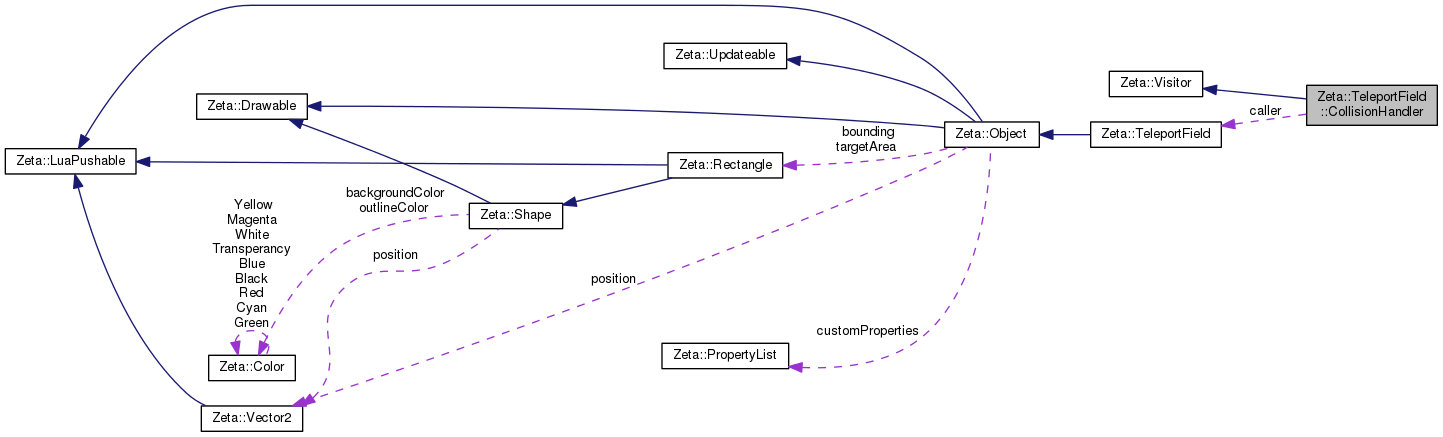 Zeta::Updateable
Zeta::Visitor
Zeta::TeleportField
::CollisionHandler
Zeta::Drawable
caller
Zeta::Object
Zeta::TeleportField
bounding
targetArea
Zeta::LuaPushable
Zeta::Rectangle
backgroundColor
outlineColor
Zeta::Shape
Yellow
Magenta
White
Transperancy
Blue
Black
Red
Cyan
Green
position
position
customProperties
Zeta::PropertyList
Zeta::Color
Zeta::Vector2